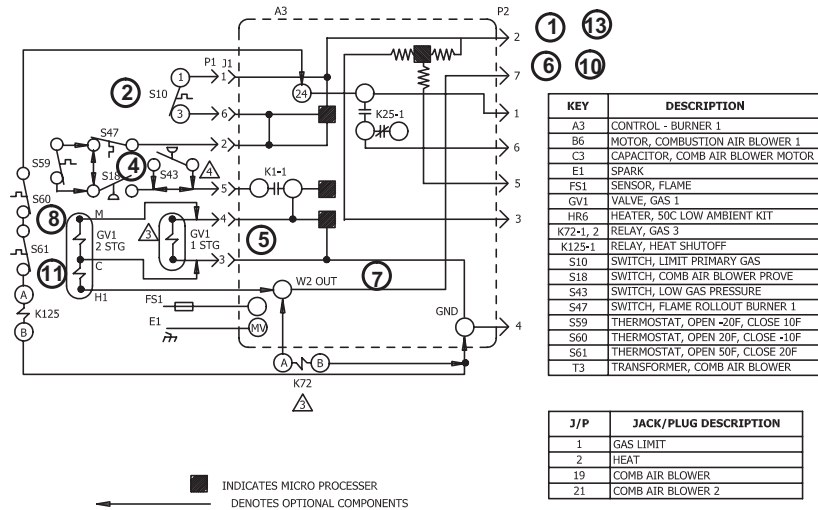 A3
P2
2
1
13
P1
J1
1
1
7
6
10
2
S10
24
3
6
1
K25-1
S47
2
6
S59
4
S43
4
K1-1
S18
5
5
S60
8
M
4
3
GV1
2 STG
3
GV1
1 STG
5
S61
11
C
3
7
A
H1
W2 OUT
K125
FS1
GND
B
E1
MV
4
A
B
K72
3
KEY DESCRIPTION
A3 CONTROL - BURNER 1
B6 MOTOR, COMBUSTION AIR BLOWER 1
C3 CAPACITOR, COMB AIR BLOWER MOTOR
E1 SPARK
FS1 SENSOR, FLAME
GV1 VALVE, GAS 1
HR6 HEATER, 50C LOW AMBIENT KIT
K72-1, 2 RELAY, GAS 3
K125-1 RELAY, HEAT SHUTOFF
S10 SWITCH, LIMIT PRIMARY GAS
S18 SWITCH, COMB AIR BLOWER PROVE
S43 SWITCH, LOW GAS PRESSURE
S47 SWITCH, FLAME ROLLOUT BURNER 1
S59 THERMOSTAT, OPEN -20F, CLOSE 10F
S60 THERMOSTAT, OPEN 20F, CLOSE -10F
S61 THERMOSTAT, OPEN 50F, CLOSE 20F
T3 TRANSFORMER, COMB AIR BLOWER
J/P JACK/PLUG DESCRIPTION
1 GAS LIMIT
2 HEAT
19 COMB AIR BLOWER
21 COMB AIR BLOWER 2
INDICATES MICRO PROCESSER
DENOTES OPTIONAL COMPONENTS